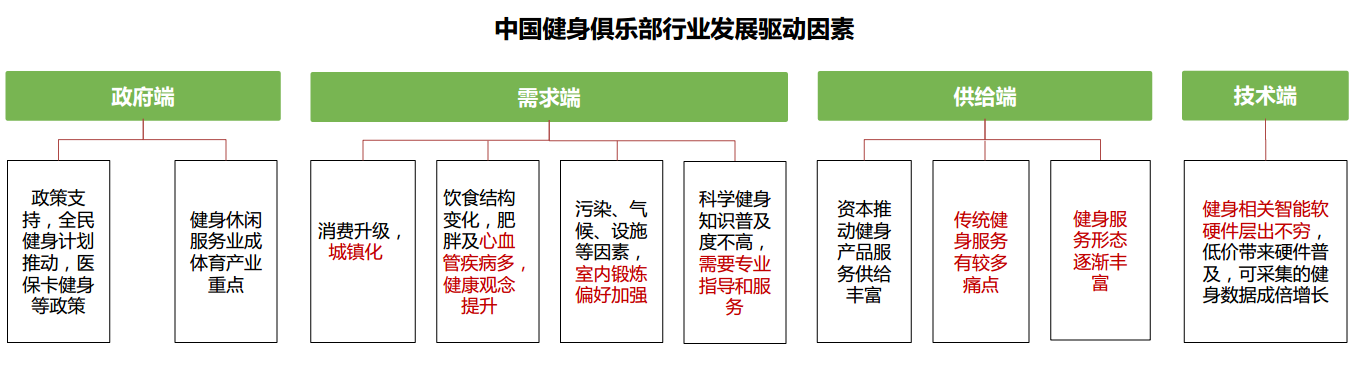 中国健身俱乐部行业发展驱动因素
政府端
政策支
持，全民
健身计划
推动，医
保卡健身
等政策
健身休闲
服务业成
体育产业
重点
需求端
消费升级，
城镇化
饮食结构
变化，肥
胖及心血
管疾病多，
健康观念
提升
污染、气
候、设施
等因素，
室内锻炼
偏好加强
科学健身
知识普及
度不高，
需要专业
指导和服
务
供给端
资本推
动健身
产品服
务供给
丰富
传统健
身服务
有较多
痛点
健身服
务形态
逐渐丰
富
技术端
健身相关智能软
硬件层出不穷，
低价带来硬件普
及，可采集的健
身数据成倍增长